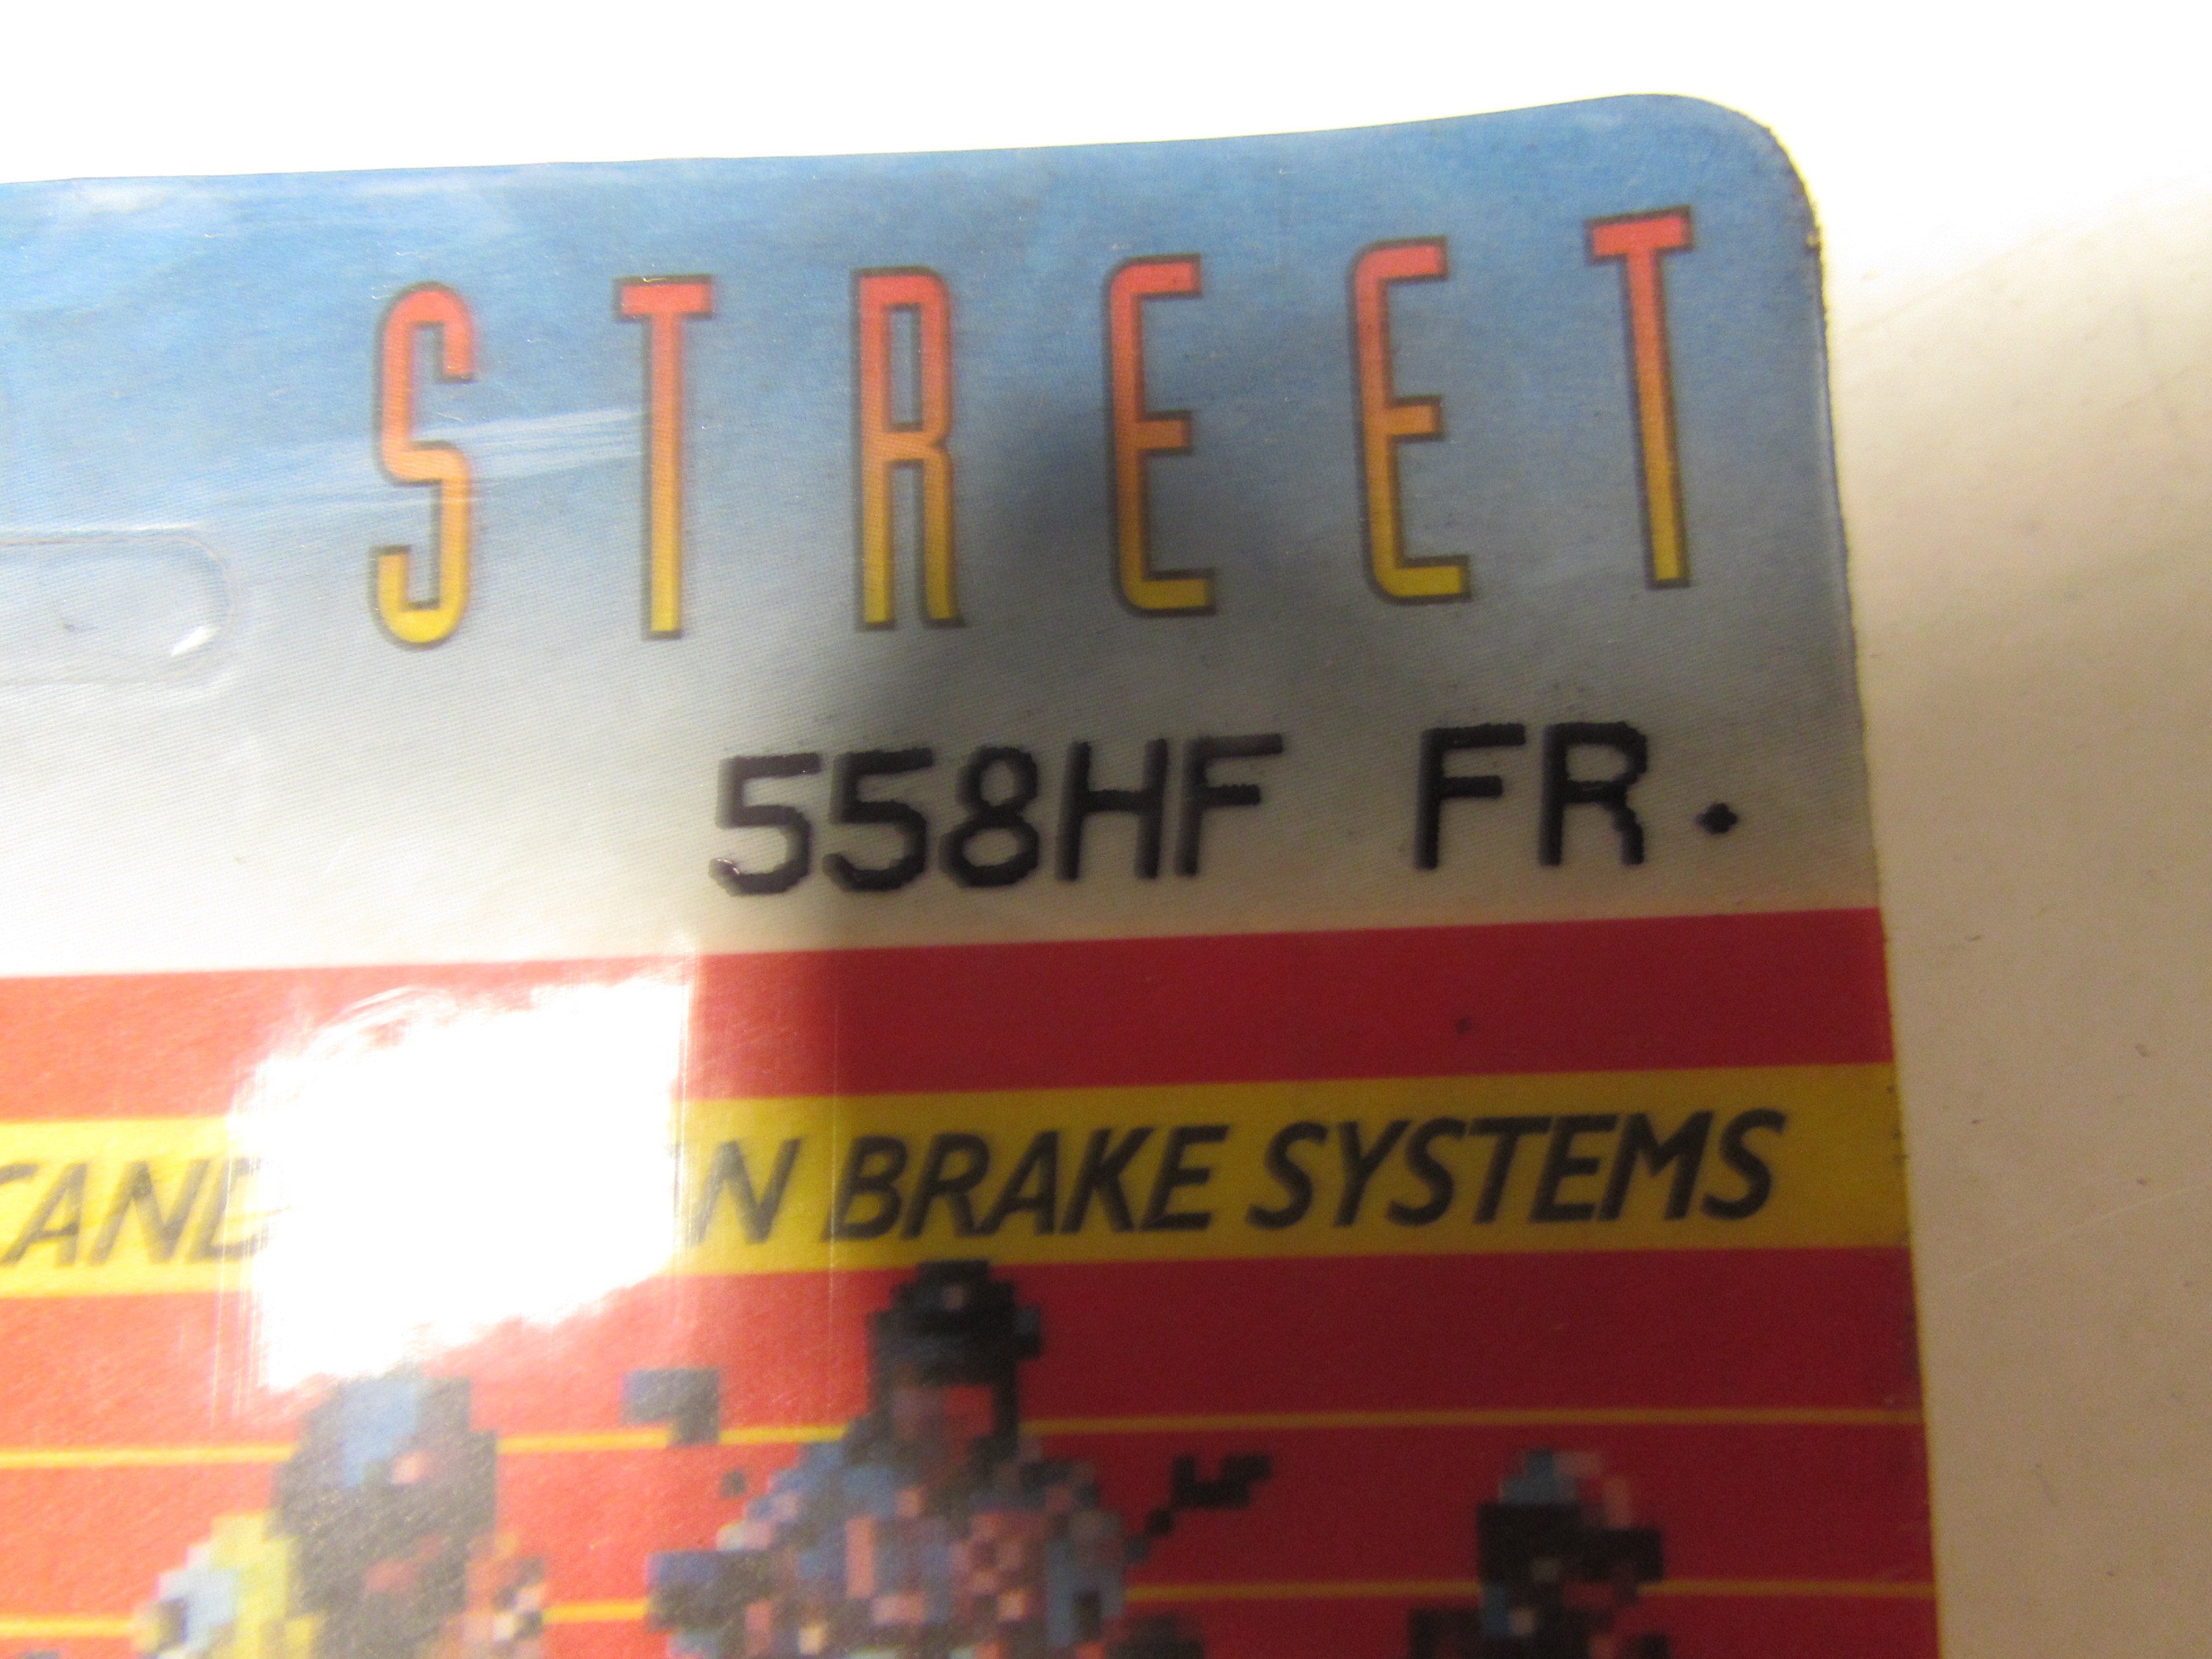 STREET
558HF FR.
BRAKE SYSTEMS